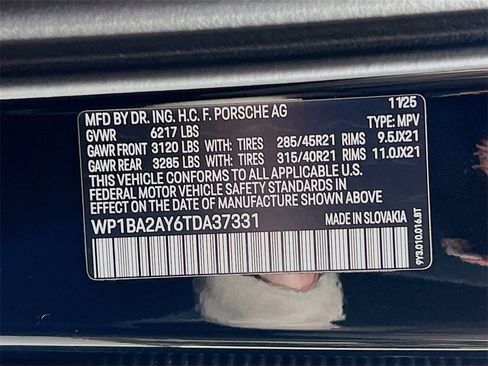 MFD BY DR. ING. H.C. F. PORSCHE AG 11/25
GVWR 6217 LBS TYPE: MPV
GAWR FRONT 3120 LBS WITH: TIRES 285/45R21 RIMS 9.5JX21
GAWR REAR 3285 LBS WITH: TIRES 315/40R21 RIMS 11.0JX21
THIS VEHICLE CONFORMS TO ALL APPLICABLE U.S.
FEDERAL MOTOR VEHICLE SAFETY STANDARDS IN
EFFECT ON THE DATE OF MANUFACTURE SHOWN ABOVE
WP1BA2AY6TDA37331 MADE IN SLOVAKIA
9Y3.010.016.BT